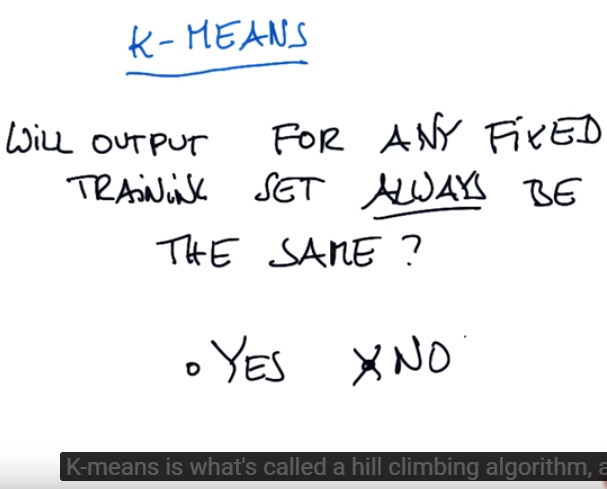 K-MEANS
Will OUTPUT FOR ANY FiXED
TRAiNiNG SET ALWAYS BE
THE SAME ?
YES X NO
K-means is what's called a hill climbing algorithm, a